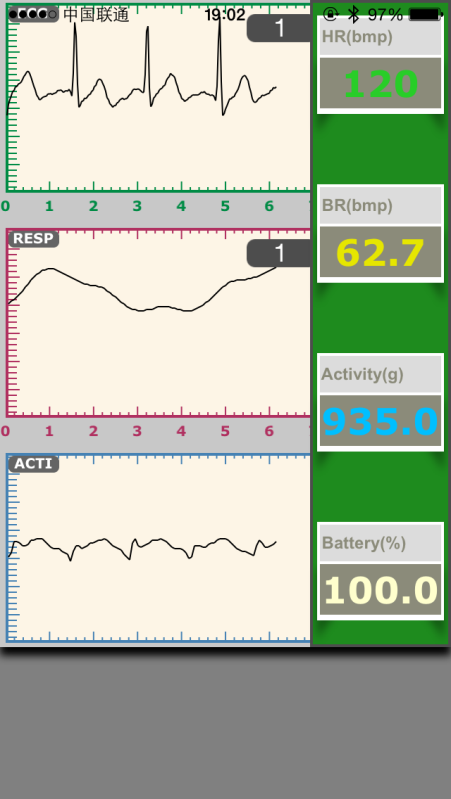 中国联通 19:02 97%
1
HR(bmp)
120
0 1 2 3 4 5 6
BR(bmp)
62.7
RESP
1
Activity(g)
935.0
0 1 2 3 4 5 6
ACTI
Battery(%)
100.0